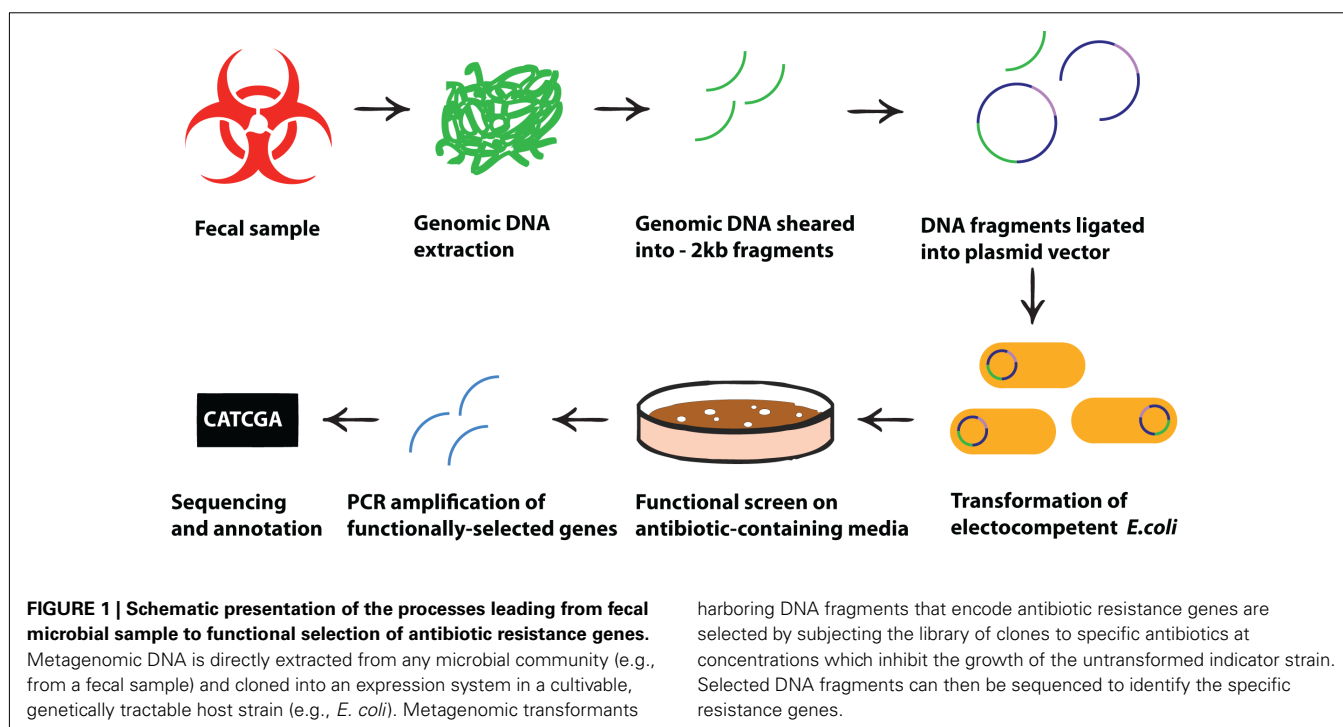 Fecal sample
Genomic DNA
extraction
Genomic DNA sheared
into - 2kb fragments
DNA fragments ligated
into plasmid vector
CATCGA
Sequencing
and annotation
PCR amplification of
functionally-selected genes
Functional screen on
antibiotic-containing media
Transformation of
electocompetent E.coli
FIGURE 1 | Schematic presentation of the processes leading from fecal
microbial sample to functional selection of antibiotic resistance genes.
Metagenomic DNA is directly extracted from any microbial community (e.g.,
from a fecal sample) and cloned into an expression system in a cultivable,
genetically tractable host strain (e.g., E. coli). Metagenomic transformants
harboring DNA fragments that encode antibiotic resistance genes are
selected by subjecting the library of clones to specific antibiotics at
concentrations which inhibit the growth of the untransformed indicator strain.
Selected DNA fragments can then be sequenced to identify the specific
resistance genes.